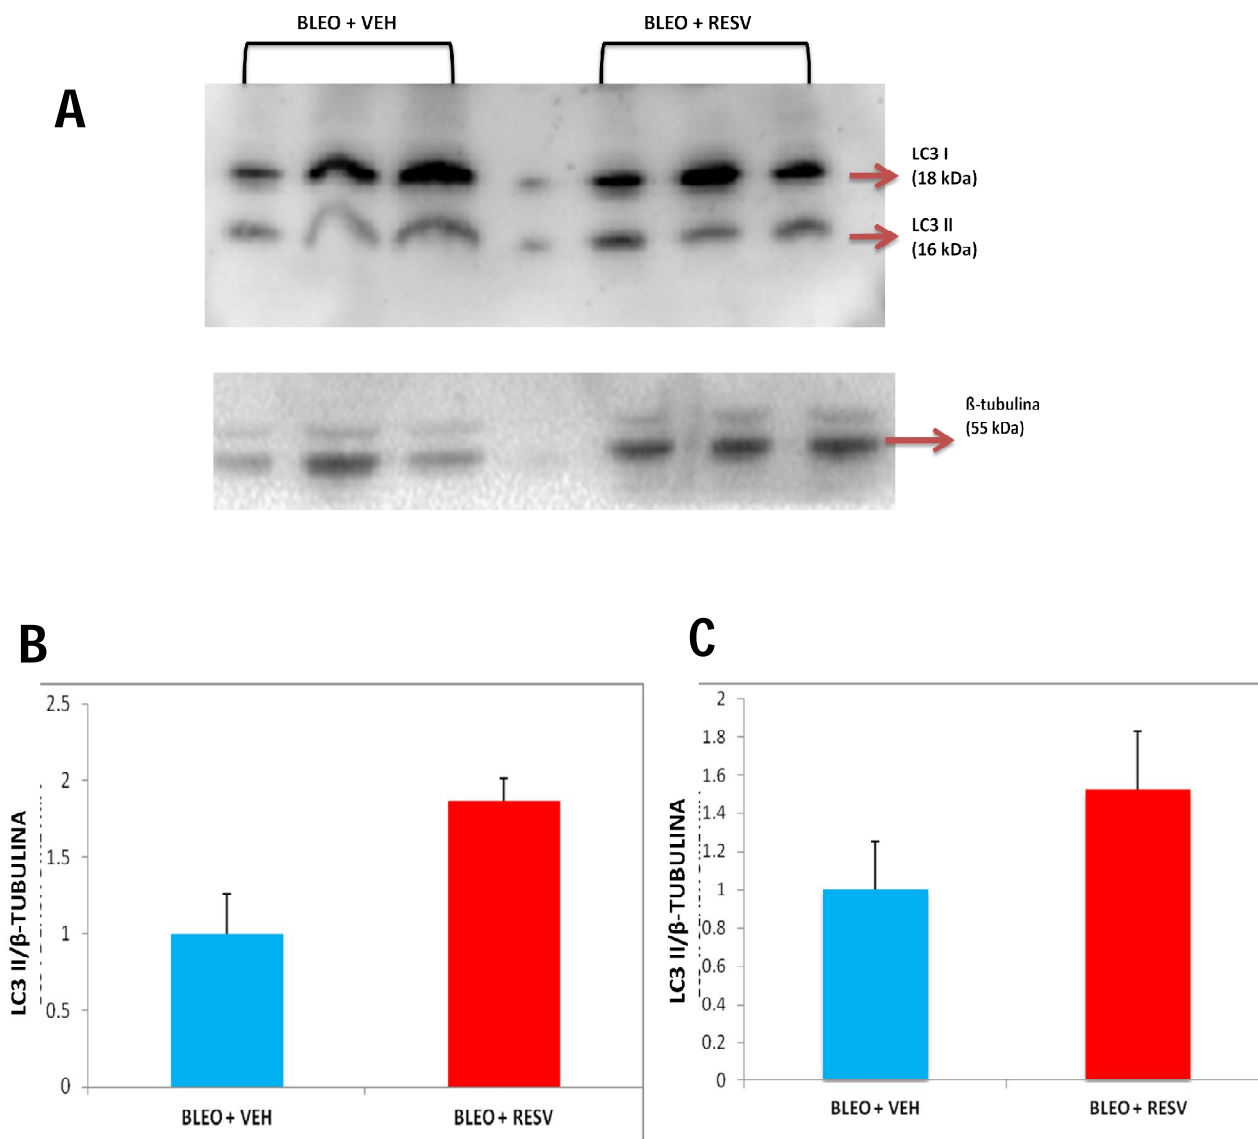 BLEO + VEH
BLEO + RESV
A
LC3 I
(18 kDa)
LC3 II
(16 kDa)
ß-tubulina
(55 kDa)
B
2.5
2
1.5
1
0.5
0
LC3 II/β-TUBULINA
BLEO + VEH
BLEO + RESV
C
2
1.8
1.6
1.4
1.2
1
0.8
0.6
0.4
0.2
0
LC3 II/β-TUBULINA
BLEO + VEH
BLEO + RESV